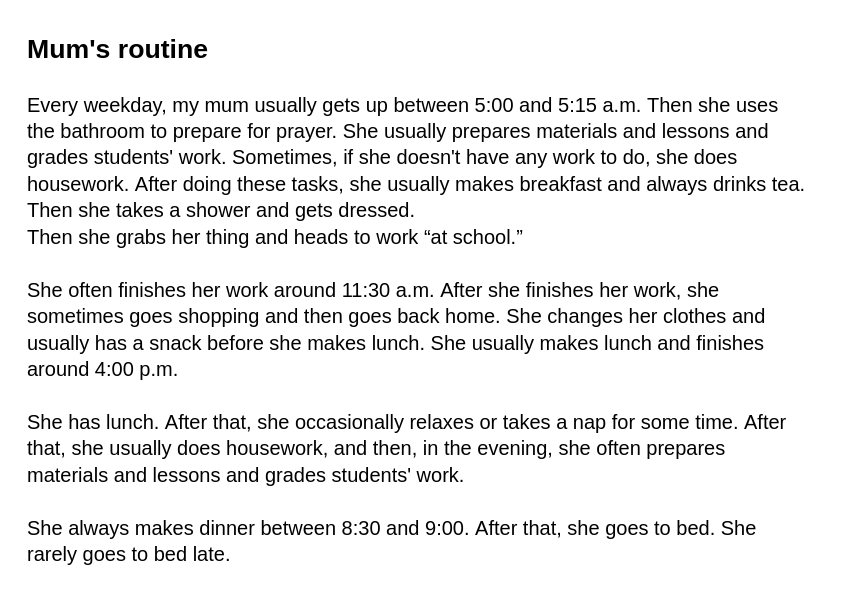 Mum's routine
Every weekday, my mum usually gets up between 5:00 and 5:15 a.m. Then she uses
the bathroom to prepare for prayer. She usually prepares materials and lessons and
grades students' work. Sometimes, if she doesn't have any work to do, she does
housework. After doing these tasks, she usually makes breakfast and always drinks tea.
Then she takes a shower and gets dressed.
Then she grabs her thing and heads to work “at school.”
She often finishes her work around 11:30 a.m. After she finishes her work, she
sometimes goes shopping and then goes back home. She changes her clothes and
usually has a snack before she makes lunch. She usually makes lunch and finishes
around 4:00 p.m.
She has lunch. After that, she occasionally relaxes or takes a nap for some time. After
that, she usually does housework, and then, in the evening, she often prepares
materials and lessons and grades students' work.
She always makes dinner between 8:30 and 9:00. After that, she goes to bed. She
rarely goes to bed late.